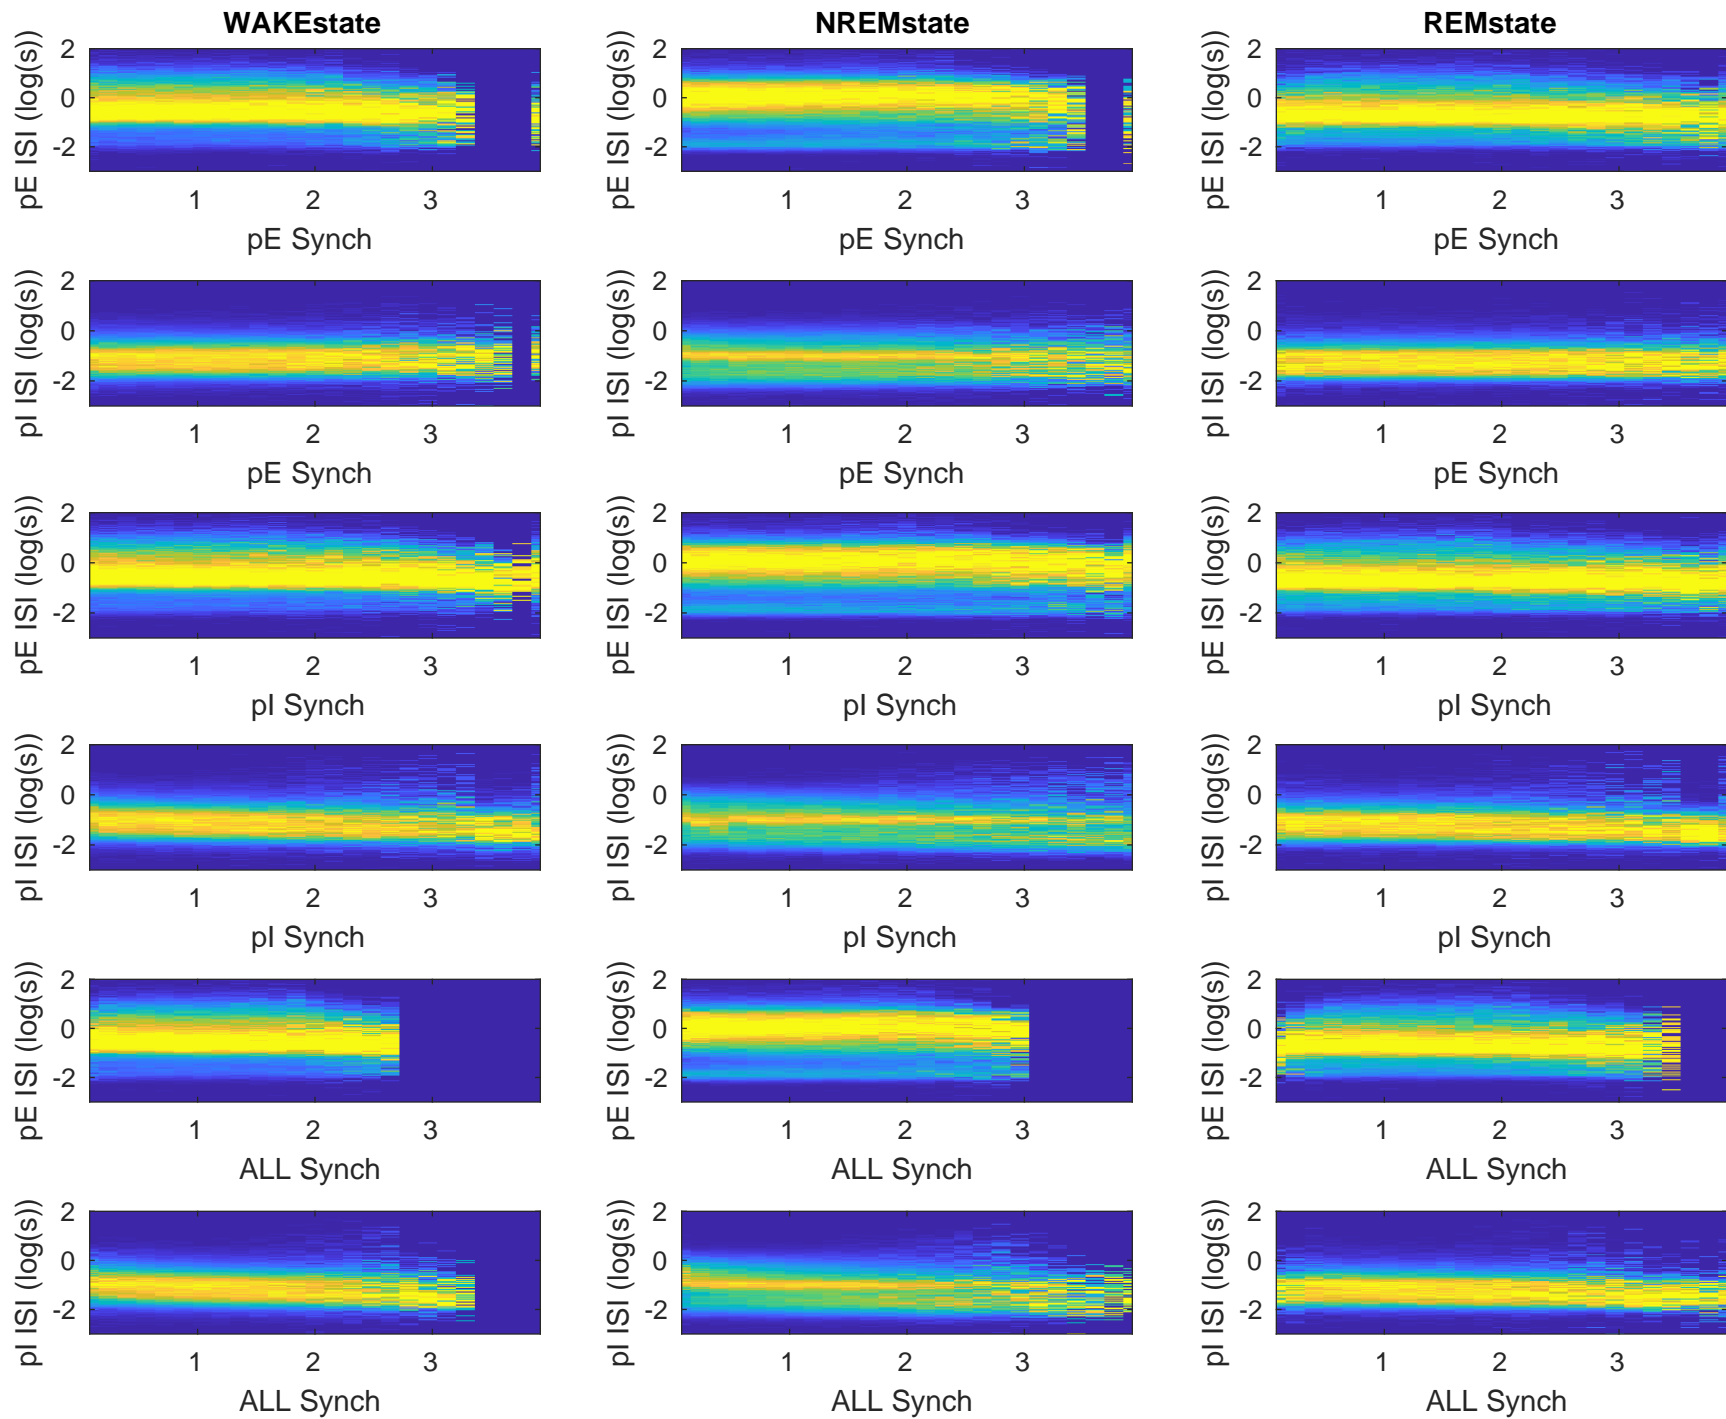 WAKEstate NREMstate REMstate
pE ISI (log(s)) 2 0 -2 pE ISI (log(s)) 2 0 -2 pE ISI (log(s)) 2 0 -2
1 2 3 1 2 3 1 2 3
pE Synch pE Synch pE Synch
pI ISI (log(s)) 2 0 -2 pI ISI (log(s)) 2 0 -2 pI ISI (log(s)) 2 0 -2
1 2 3 1 2 3 1 2 3
pE Synch pE Synch pE Synch
pE ISI (log(s)) 2 0 -2 pE ISI (log(s)) 2 0 -2 pE ISI (log(s)) 2 0 -2
1 2 3 1 2 3 1 2 3
pI Synch pI Synch pI Synch
pI ISI (log(s)) 2 0 -2 pI ISI (log(s)) 2 0 -2 pI ISI (log(s)) 2 0 -2
1 2 3 1 2 3 1 2 3
pI Synch pI Synch pI Synch
pE ISI (log(s)) 2 0 -2 pE ISI (log(s)) 2 0 -2 pE ISI (log(s)) 2 0 -2
1 2 3 1 2 3 1 2 3
ALL Synch ALL Synch ALL Synch
pI ISI (log(s)) 2 0 -2 pI ISI (log(s)) 2 0 -2 pI ISI (log(s)) 2 0 -2
1 2 3 1 2 3 1 2 3
ALL Synch ALL Synch ALL Synch